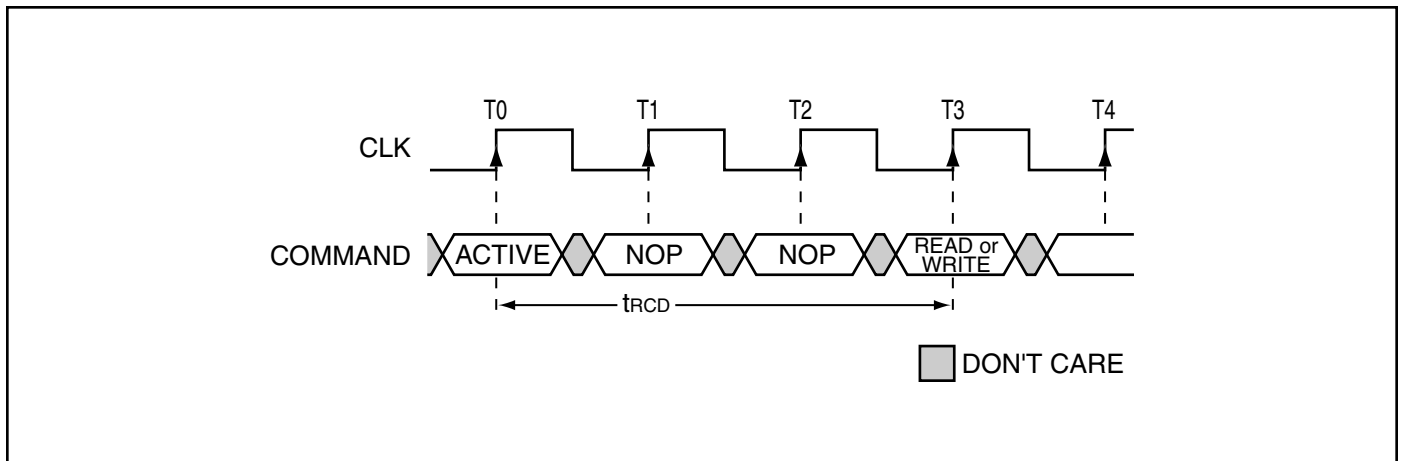 T0 T1 T2 T3 T4
CLK
COMMAND ACTIVE NOP NOP READ or
WRITE
tRCD
DON'T CARE